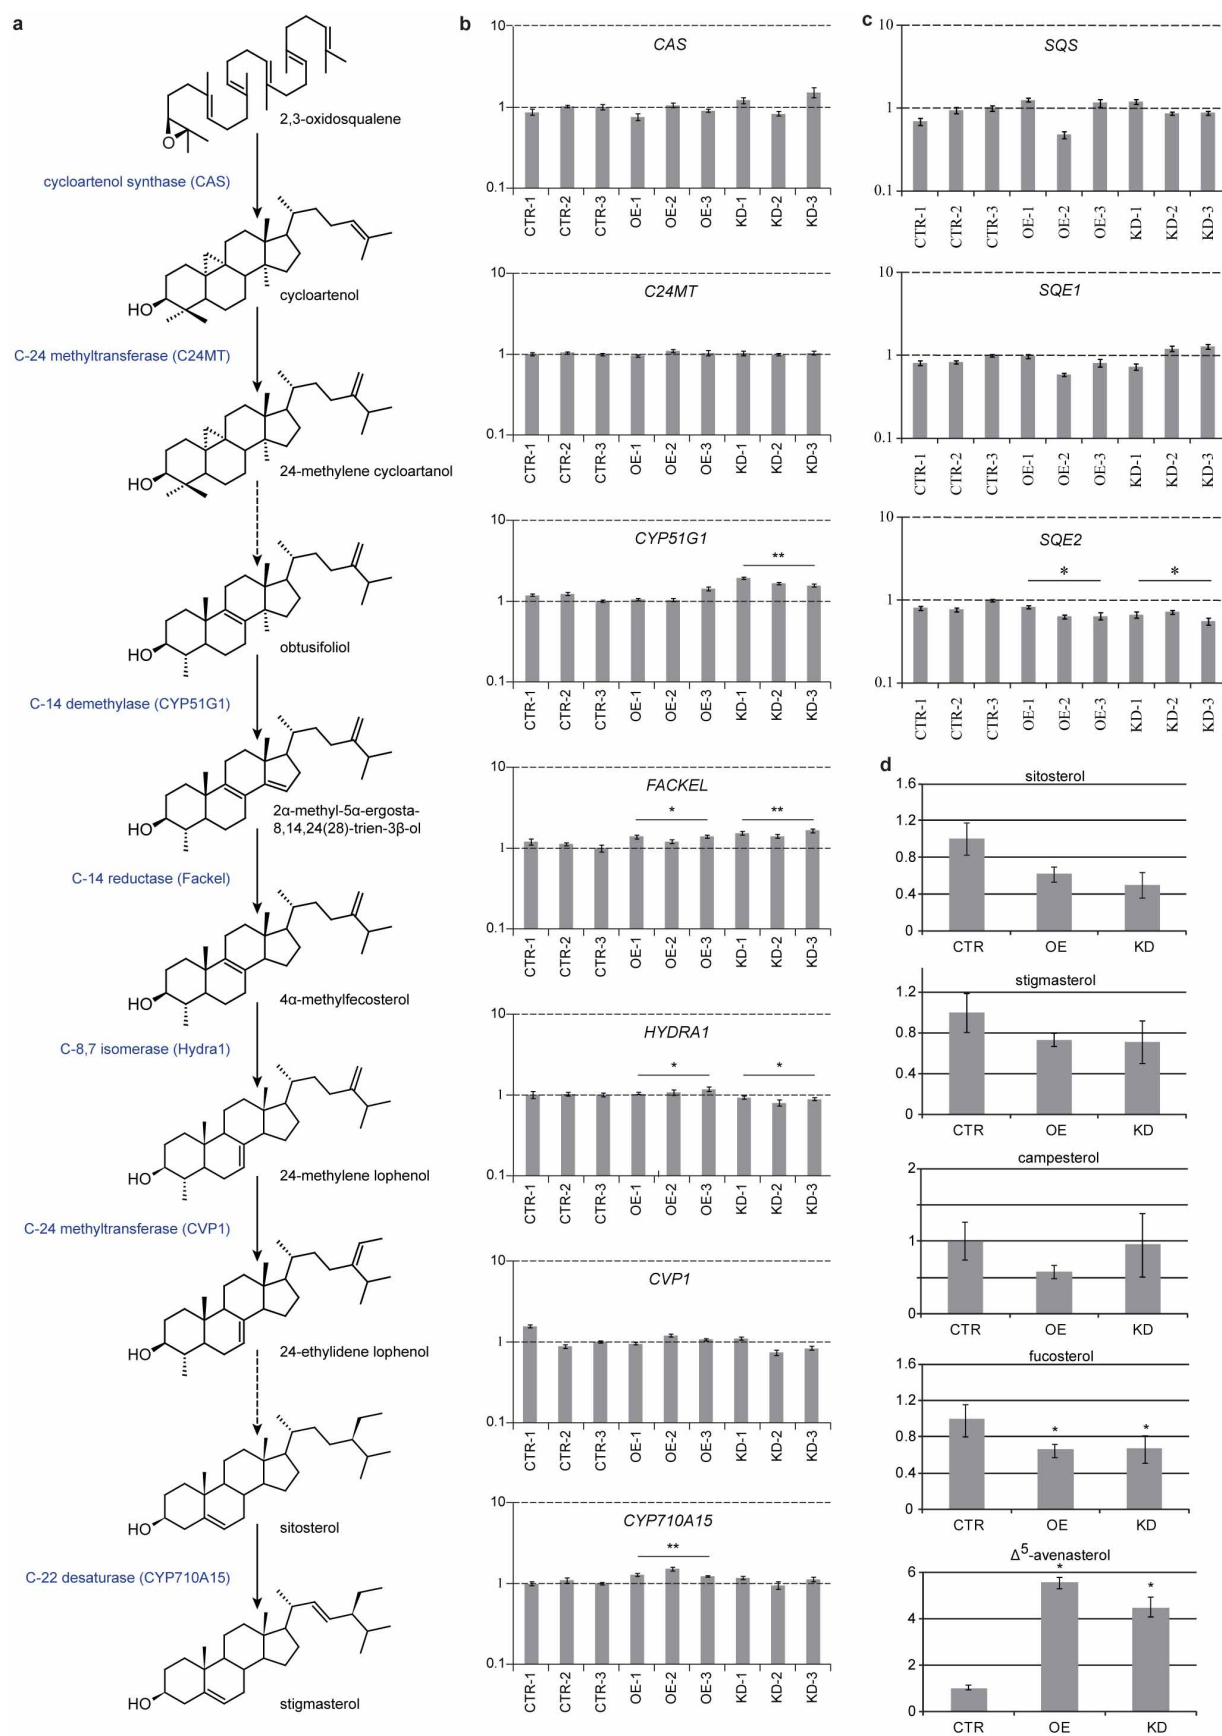 a
2,3-oxidosqualene
O
cycloartenol synthase (CAS)
HO
cycloartenol
C-24 methyltransferase (C24MT)
HO
24-methylene cycloartanol
HO
obtusifoliol
C-14 demethylase (CYP51G1)
HO
2α-methyl-5α-ergosta-
8,14,24(28)-trien-3β-ol
C-14 reductase (Fackel)
HO
4α-methylfecosterol
C-8,7 isomerase (Hydra1)
HO
24-methylene lophenol
C-24 methyltransferase (CVP1)
HO
24-ethylidene lophenol
HO
sitosterol
C-22 desaturase (CYP710A15)
HO
stigmasterol
b
CAS
10
1
0.1
CTR-1 CTR-2 CTR-3 OE-1 OE-2 OE-3 KD-1 KD-2 KD-3
C24MT
10
1
0.1
CTR-1 CTR-2 CTR-3 OE-1 OE-2 OE-3 KD-1 KD-2 KD-3
CYP51G1
10
**
1
0.1
CTR-1 CTR-2 CTR-3 OE-1 OE-2 OE-3 KD-1 KD-2 KD-3
FACKEL
10
* **
1
0.1
CTR-1 CTR-2 CTR-3 OE-1 OE-2 OE-3 KD-1 KD-2 KD-3
HYDRA1
10
* *
1
0.1
CTR-1 CTR-2 CTR-3 OE-1 OE-2 OE-3 KD-1 KD-2 KD-3
CVP1
10
1
0.1
CTR-1 CTR-2 CTR-3 OE-1 OE-2 OE-3 KD-1 KD-2 KD-3
CYP710A15
10
**
1
0.1
CTR-1 CTR-2 CTR-3 OE-1 OE-2 OE-3 KD-1 KD-2 KD-3
c
SQS
10
1
0.1
CTR-1 CTR-2 CTR-3 OE-1 OE-2 OE-3 KD-1 KD-2 KD-3
SQE1
10
1
0.1
CTR-1 CTR-2 CTR-3 OE-1 OE-2 OE-3 KD-1 KD-2 KD-3
SQE2
10
* *
1
0.1
CTR-1 CTR-2 CTR-3 OE-1 OE-2 OE-3 KD-1 KD-2 KD-3
d
sitosterol
1.6
1.2
0.8
0.4
0
CTR OE KD
stigmasterol
1.2
0.8
0.4
0
CTR OE KD
campesterol
2
1
0
CTR OE KD
fucosterol
1.6
1.2
* *
0.8
0.4
0
CTR OE KD
Δ5-avenasterol
* *
6
4
2
0
CTR OE KD